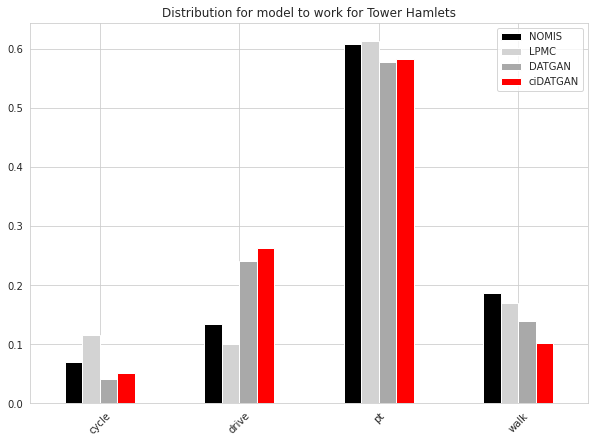 Distribution for model to work for Tower Hamlets
NOMIS
LPMC
DATGAN
ciDATGAN
0.6
0.5
0.4
0.3
0.2
0.1
0.0
cycle
drive
pt
walk